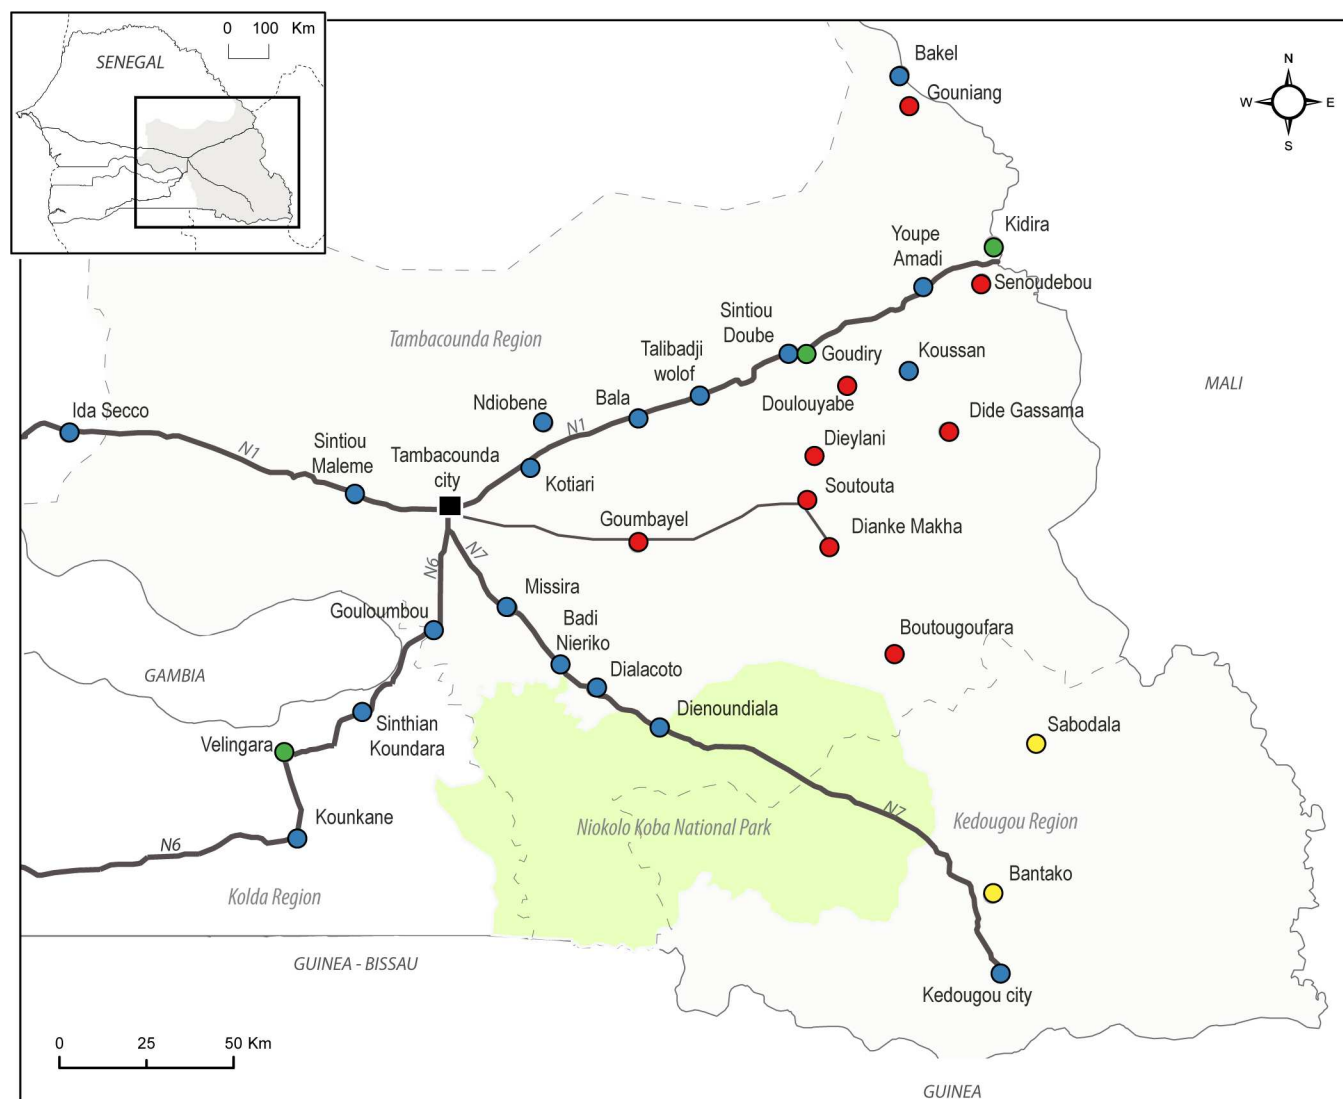 0 100 Km
SENEGAL
Bakel
Gouniang
N
W E
S
Kidira
Youpe
Amadi
Senoudebou
Sintiou
Doube
Tambacounda Region
Talibadji
wolof
Goudiry
Koussan
MALI
Ida Secco
Ndiobene
Bala
Doulouyabe
Dide Gassama
N1
N1
Sintiou
Maleme
Tambacounda
city
Dieylani
Kotiari
Soutouta
Goumbayel
Dianke Makha
N6
N7
Missira
Gouloumbou
Badi
Nieriko
Boutougoufara
GAMBIA
Dialacoto
Dienoundiala
Sinthian
Koundara
Velingara
Sabodala
Kounkane
N7
Niokolo Koba National Park
Kedougou Region
N6
Bantako
Kolda Region
GUINEA - BISSAU
Kedougou city
0 25 50 Km
GUINEA